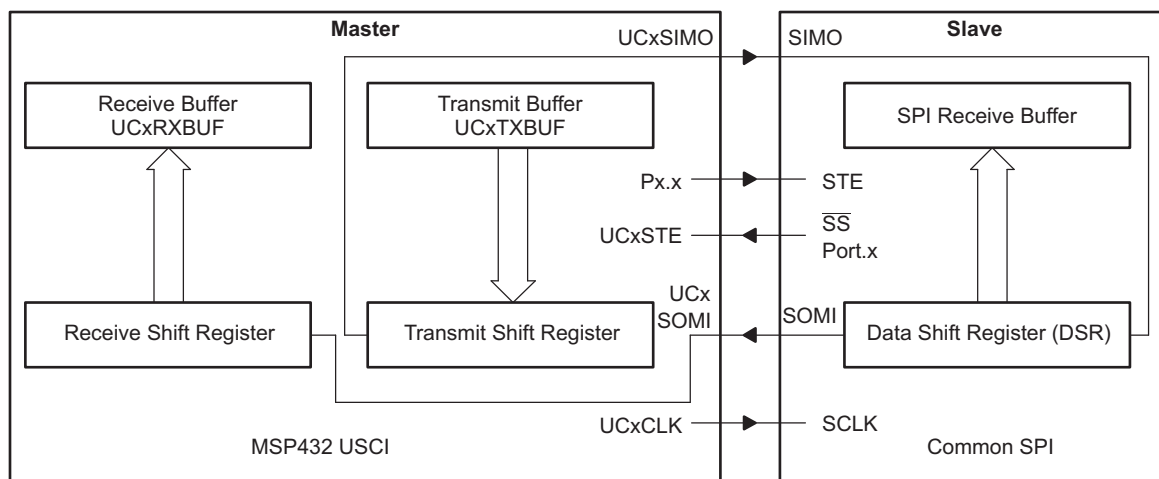 Master
UCxSIMO
SIMO
Slave
Receive Buffer
UCxRXBUF
Transmit Buffer
UCxTXBUF
SPI Receive Buffer
Px.x
STE
UCxSTE
SS
Port.x
UCx
SOMI
SOMI
Receive Shift Register
Transmit Shift Register
Data Shift Register (DSR)
UCxCLK
SCLK
MSP432 USCI
Common SPI